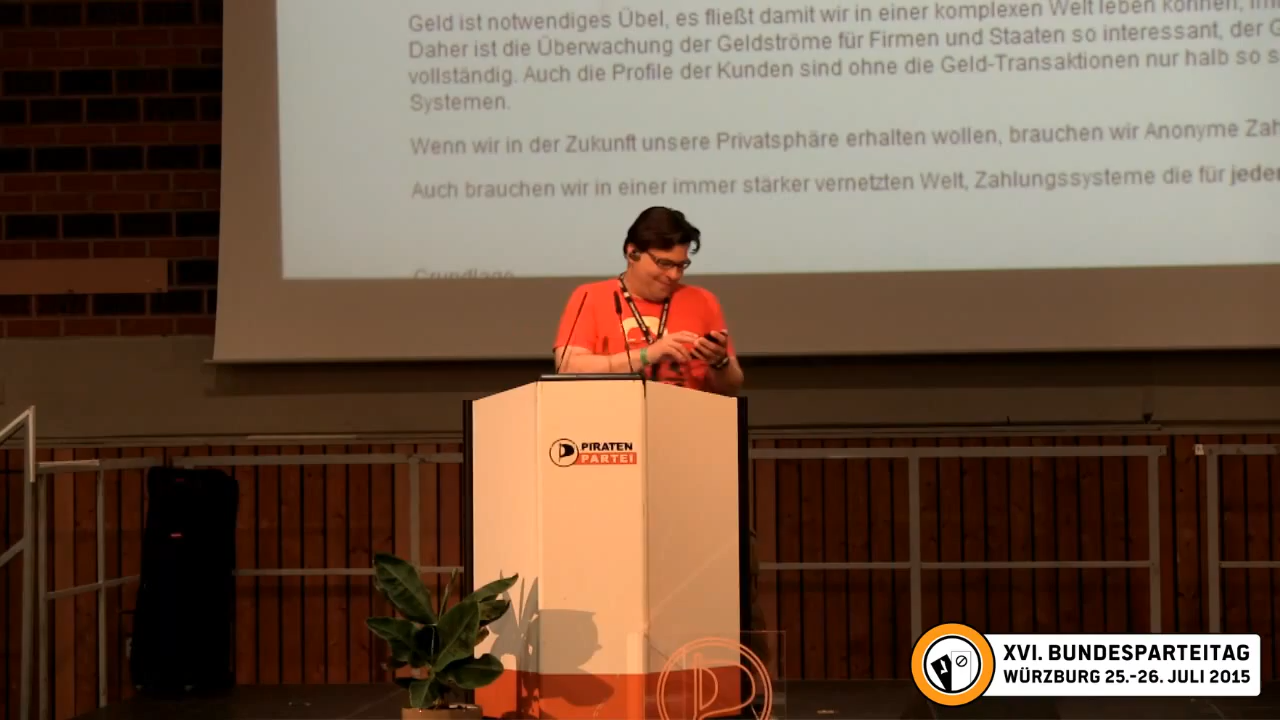 Geld ist notwendiges Übel, es fließt damit wir in einer komplexen Welt leben können,
Daher ist die Überwachung der Geldströme für Firmen und Staaten so interessant, der
vollständig. Auch die Profile der Kunden sind ohne die Geld-Transaktionen nur halb so
Systemen.
Wenn wir in der Zukunft unsere Privatsphäre erhalten wollen, brauchen wir Anonyme
Auch brauchen wir in einer immer stärker vernetzten Welt, Zahlungssysteme die für jeden
Grundlage
PIRATEN
PARTEI
XVI. BUNDESPARTEITAG
WÜRZBURG 25.-26. JULI 2015